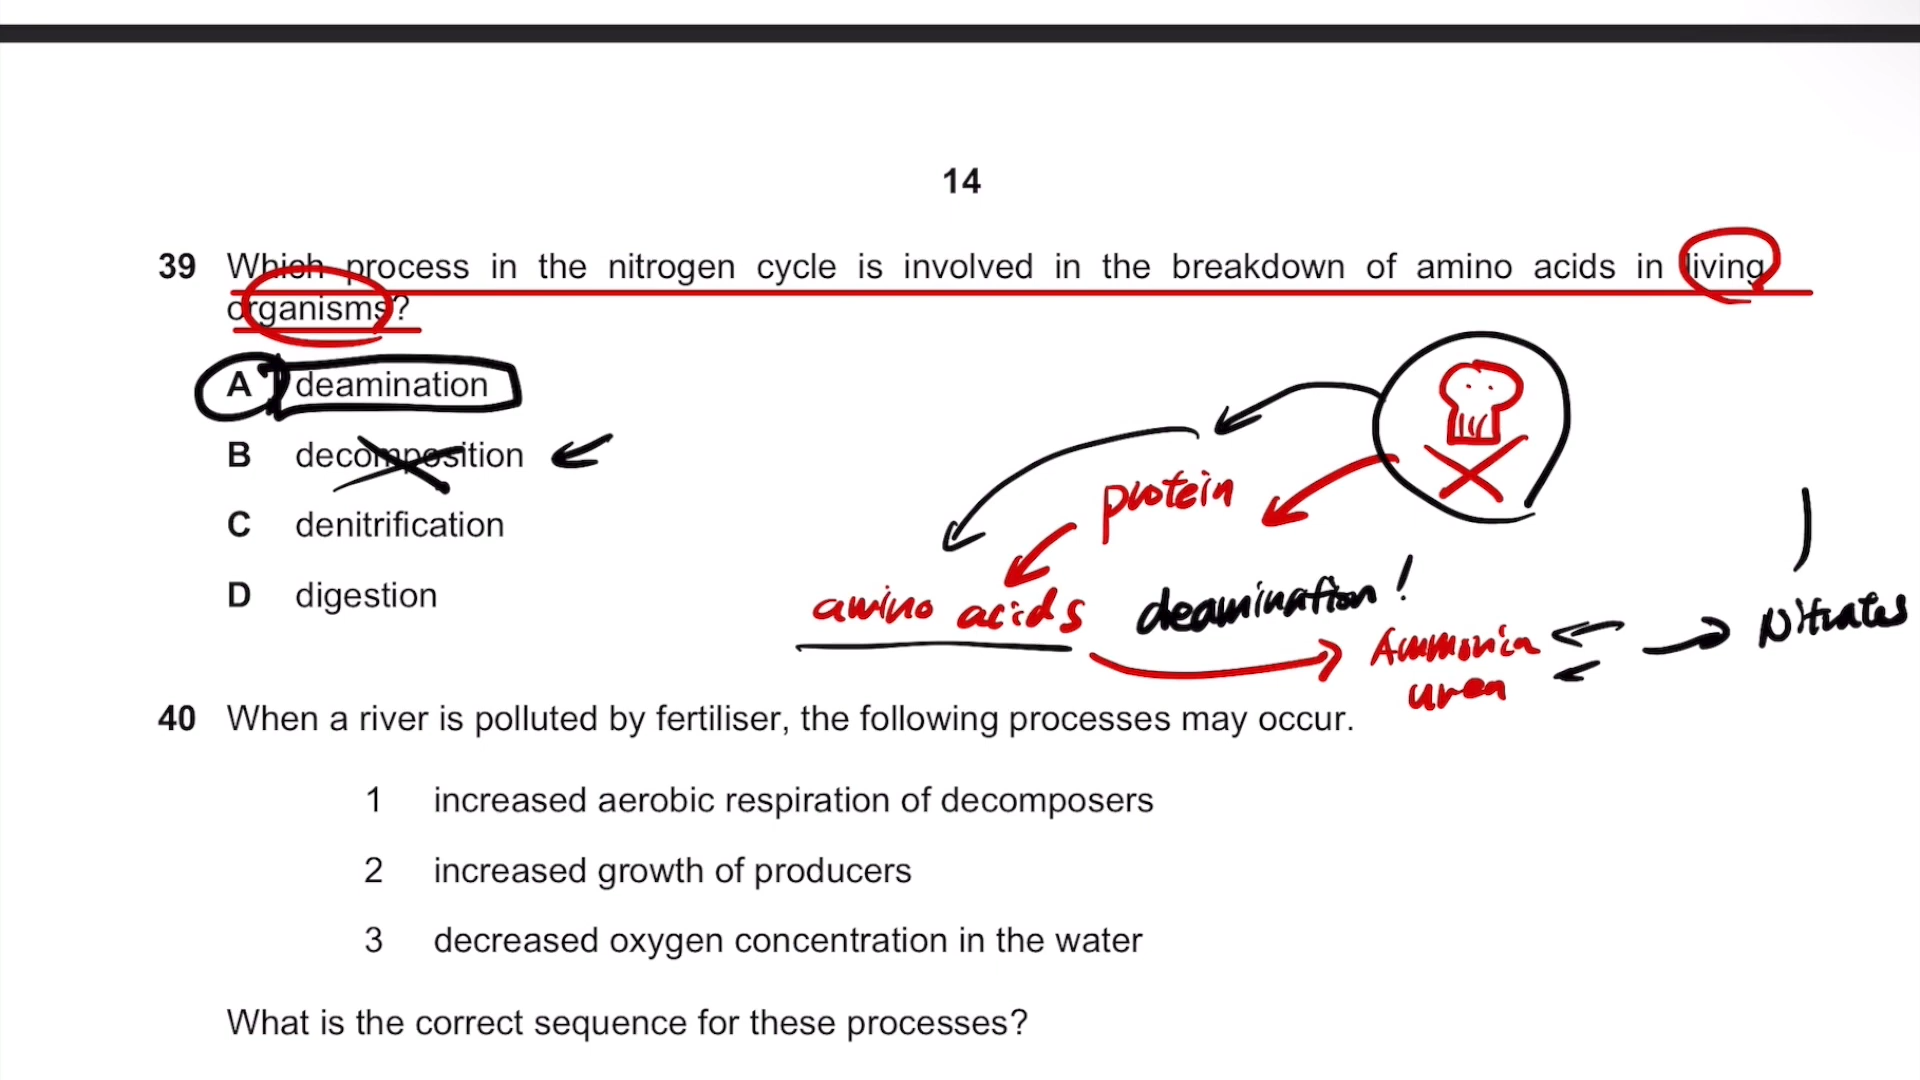 14
39 Which process in the nitrogen cycle is involved in the breakdown of amino acids in living
organisms?
A deamination
B decomposition
C denitrification
D digestion
protein
amino acids
deamination!
Ammonia
urea
Nitrates
40 When a river is polluted by fertiliser, the following processes may occur.
1 increased aerobic respiration of decomposers
2 increased growth of producers
3 decreased oxygen concentration in the water
What is the correct sequence for these processes?